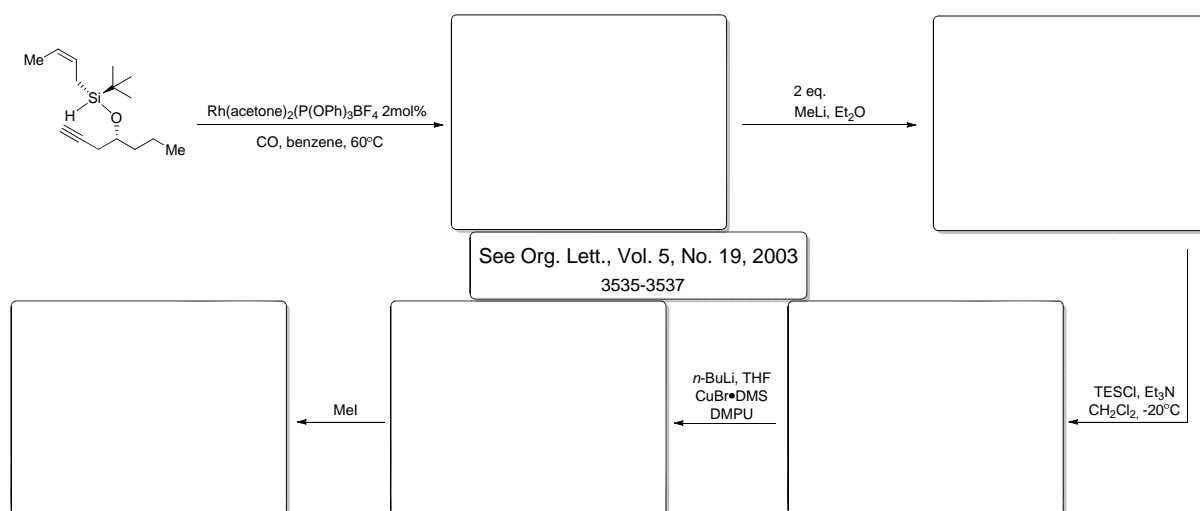 Me
Si
H
O
Me
Rh(acetone)₂(P(OPh)₃BF₄ 2mol%
CO, benzene, 60°C
2 eq.
MeLi, Et₂O
See Org. Lett., Vol. 5, No. 19, 2003
3535-3537
TESCl, Et₃N
CH₂Cl₂, -20°C
n-BuLi, THF
CuBr•DMS
DMPU
MeI